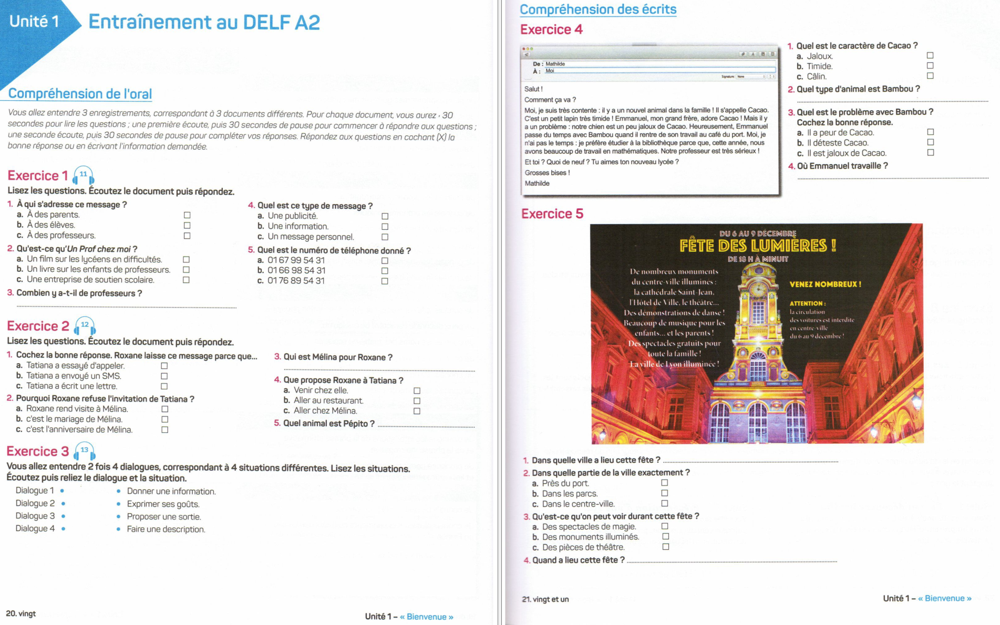 Unité 1
Entraînement au DELF A2
Compréhension de l'oral
Vous allez entendre 3 enregistrements, correspondant à 3 documents différents. Pour chaque document, vous aurez : 30
secondes pour lire les questions ; une première écoute, puis 30 secondes de pause pour commencer à répondre aux questions ;
une seconde écoute, puis 30 secondes de pause pour compléter vos réponses. Répondez aux questions en cochant (X) la
bonne réponse ou en écrivant l'information demandée.
Exercice 1 11
Lisez les questions. Écoutez le document puis répondez.
1. À qui s'adresse ce message ?
a. À des parents.
b. À des élèves.
c. À des professeurs.
2. Qu'est-ce qu'Un Prof chez moi ?
a. Un film sur les lycéens en difficultés.
b. Un livre sur les enfants de professeurs.
c. Une entreprise de soutien scolaire.
3. Combien y a-t-il de professeurs ?
4. Quel est ce type de message ?
a. Une publicité.
b. Une information.
c. Un message personnel.
5. Quel est le numéro de téléphone donné ?
a. 01 67 99 54 31
b. 01 66 98 54 31
c. 01 76 89 54 31
Exercice 2 12
Lisez les questions. Écoutez le document puis répondez.
1. Cochez la bonne réponse. Roxane laisse ce message parce que...
a. Tatiana a essayé d'appeler.
b. Tatiana a envoyé un SMS.
c. Tatiana a écrit une lettre.
2. Pourquoi Roxane refuse l'invitation de Tatiana ?
a. Roxane rend visite à Mélina.
b. c'est le mariage de Mélina.
c. c'est l'anniversaire de Mélina.
3. Qui est Mélina pour Roxane ?
4. Que propose Roxane à Tatiana ?
a. Venir chez elle.
b. Aller au restaurant.
c. Aller chez Mélina.
5. Quel animal est Pépito ?
Exercice 3 13
Vous allez entendre 2 fois 4 dialogues, correspondant à 4 situations différentes. Lisez les situations.
Écoutez puis reliez le dialogue et la situation.
Dialogue 1 • • Donner une information.
Dialogue 2 • • Exprimer ses goûts.
Dialogue 3 • • Proposer une sortie.
Dialogue 4 • • Faire une description.
20. vingt
Unité 1 – « Bienvenue »
Compréhension des écrits
Exercice 4
De : Mathilde
À : Moi
Signature: None
Salut !
Comment ça va ?
Moi, je suis très contente : il y a un nouvel animal dans la famille ! Il s'appelle Cacao.
C'est un petit lapin très timide ! Emmanuel, mon grand frère, adore Cacao ! Mais il y
a un problème : notre chien est un peu jaloux de Cacao. Heureusement, Emmanuel
passe du temps avec Bambou quand il rentre de son travail au café du port. Moi, je
n'ai pas le temps : je préfère étudier à la bibliothèque parce que, cette année, nous
avons beaucoup de travail en mathématiques. Notre professeur est très sérieux !
Et toi ? Quoi de neuf ? Tu aimes ton nouveau lycée ?
Grosses bises !
Mathilde
1. Quel est le caractère de Cacao ?
a. Jaloux.
b. Timide.
c. Câlin.
2. Quel type d'animal est Bambou ?
3. Quel est le problème avec Bambou ?
Cochez la bonne réponse.
a. Il a peur de Cacao.
b. Il déteste Cacao.
c. Il est jaloux de Cacao.
4. Où Emmanuel travaille ?
Exercice 5
DU 6 AU 9 DÉCEMBRE
FÊTE DES LUMIÈRES !
DE 18 H À MINUIT
De nombreux monuments
du centre-ville illuminés :
la cathédrale Saint-Jean,
l'Hôtel de Ville, le théâtre...
Des démonstrations de danse !
Beaucoup de musique pour les
enfants... et les parents !
Des spectacles gratuits pour
toute la famille !
La ville de Lyon illuminée !
VENEZ NOMBREUX !
ATTENTION :
la circulation
des voitures est interdite
en centre-ville
du 6 au 9 décembre !
1. Dans quelle ville a lieu cette fête ?
2. Dans quelle partie de la ville exactement ?
a. Près du port.
b. Dans les parcs.
c. Dans le centre-ville.
3. Qu'est-ce qu'on peut voir durant cette fête ?
a. Des spectacles de magie.
b. Des monuments illuminés.
c. Des pièces de théâtre.
4. Quand a lieu cette fête ?
21. vingt et un
Unité 1 – « Bienvenue »